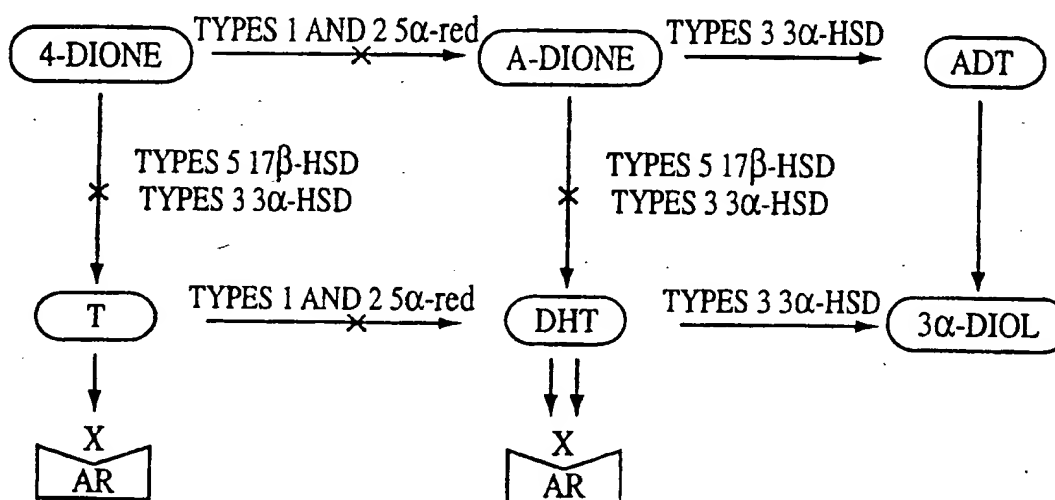 TYPES 1 AND 2 5α-red
TYPES 3 3α-HSD
4-DIONE
A-DIONE
ADT
TYPES 5 17β-HSD
TYPES 3 3α-HSD
TYPES 5 17β-HSD
TYPES 3 3α-HSD
TYPES 1 AND 2 5α-red
TYPES 3 3α-HSD
T
DHT
3α-DIOL
X
AR
X
AR